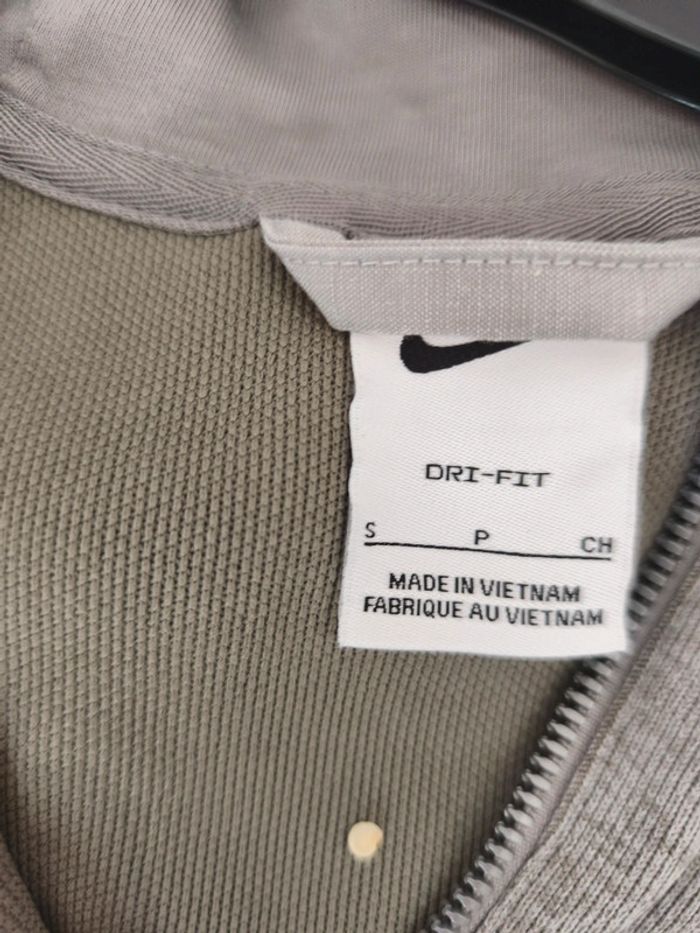 DRI-FIT
S P CH
MADE IN VIETNAM
FABRIQUE AU VIETNAM